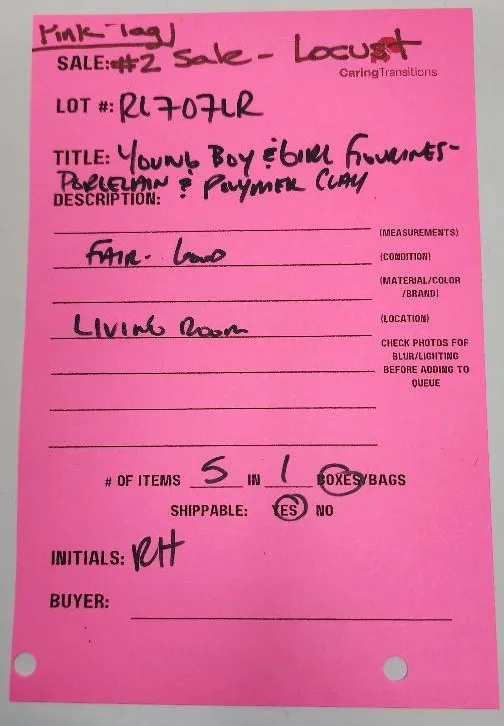 Pink Tag
SALE: #2 Sale - Locust
CaringTransitions
LOT #: RL707LR
TITLE: YOUNG BOY & GIRL FIGURINES-
PORCELAIN & POLYMER CLAY
DESCRIPTION:
(MEASUREMENTS)
FAIR - GOOD (CONDITION)
(MATERIAL/COLOR
/BRAND)
LIVING ROOM (LOCATION)
CHECK PHOTOS FOR
BLUR/LIGHTING
BEFORE ADDING TO
QUEUE
# OF ITEMS 5 IN 1 BOXES/BAGS
SHIPPABLE: YES NO
INITIALS: RH
BUYER: